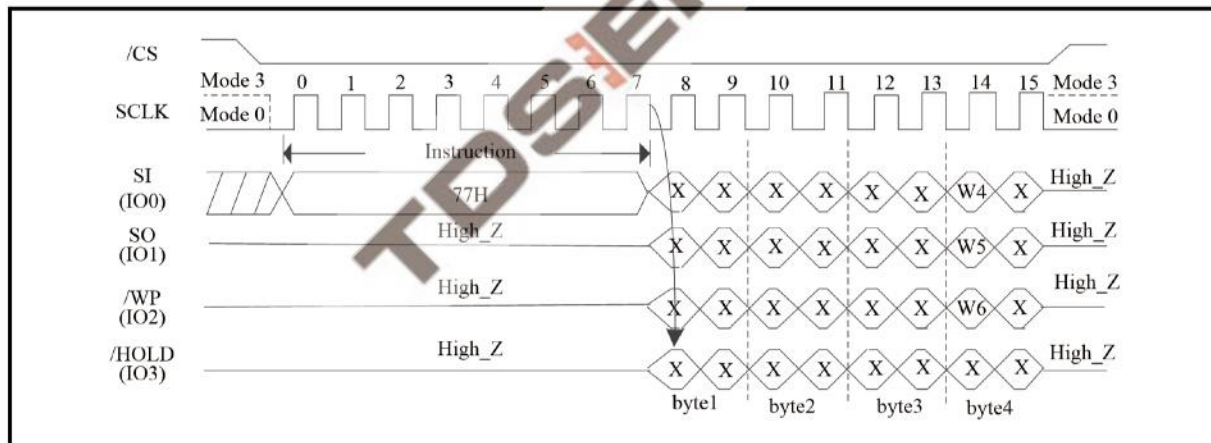 /CS
Mode 3 0 1 2 3 4 5 6 7 8 9 10 11 12 13 14 15 Mode 3
SCLK
Mode 0 Mode 0
Instruction
SI
(IO0)
77H X X X X X X W4 X High_Z
SO
(IO1)
High_Z X X X X X X W5 X High_Z
/WP
(IO2)
High_Z X X X X X X W6 X High_Z
/HOLD
(IO3)
High_Z X X X X X X X X High_Z
byte1 byte2 byte3 byte4